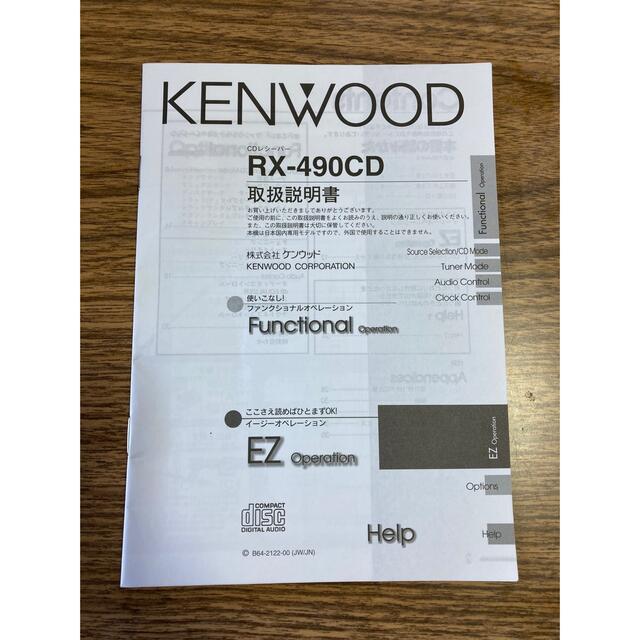 KENWOOD
CDレシーバー
RX-490CD
取扱説明書
お買い上げいただきましてありがとうございます。
ご使用の前に、この取扱説明書をよくお読みのうえ、説明の通り正しくお使いください。
また、この取扱説明書は大切に保管してください。
本機は日本国内専用モデルですので、外国で使用することはできません。
株式会社 ケンウッド
KENWOOD CORPORATION
Functional Operation
Source Selection/CD Mode
Tuner Mode
Audio Control
Clock Control
使いこなし!
ファンクショナルオペレーション
Functional Operation
ここさえ読めばひとまずOK!
イージーオペレーション
EZ Operation
EZ Operation
Options
COMPACT
disc
DIGITAL AUDIO
Help
Help
© B64-2122-00 (JW/JN)